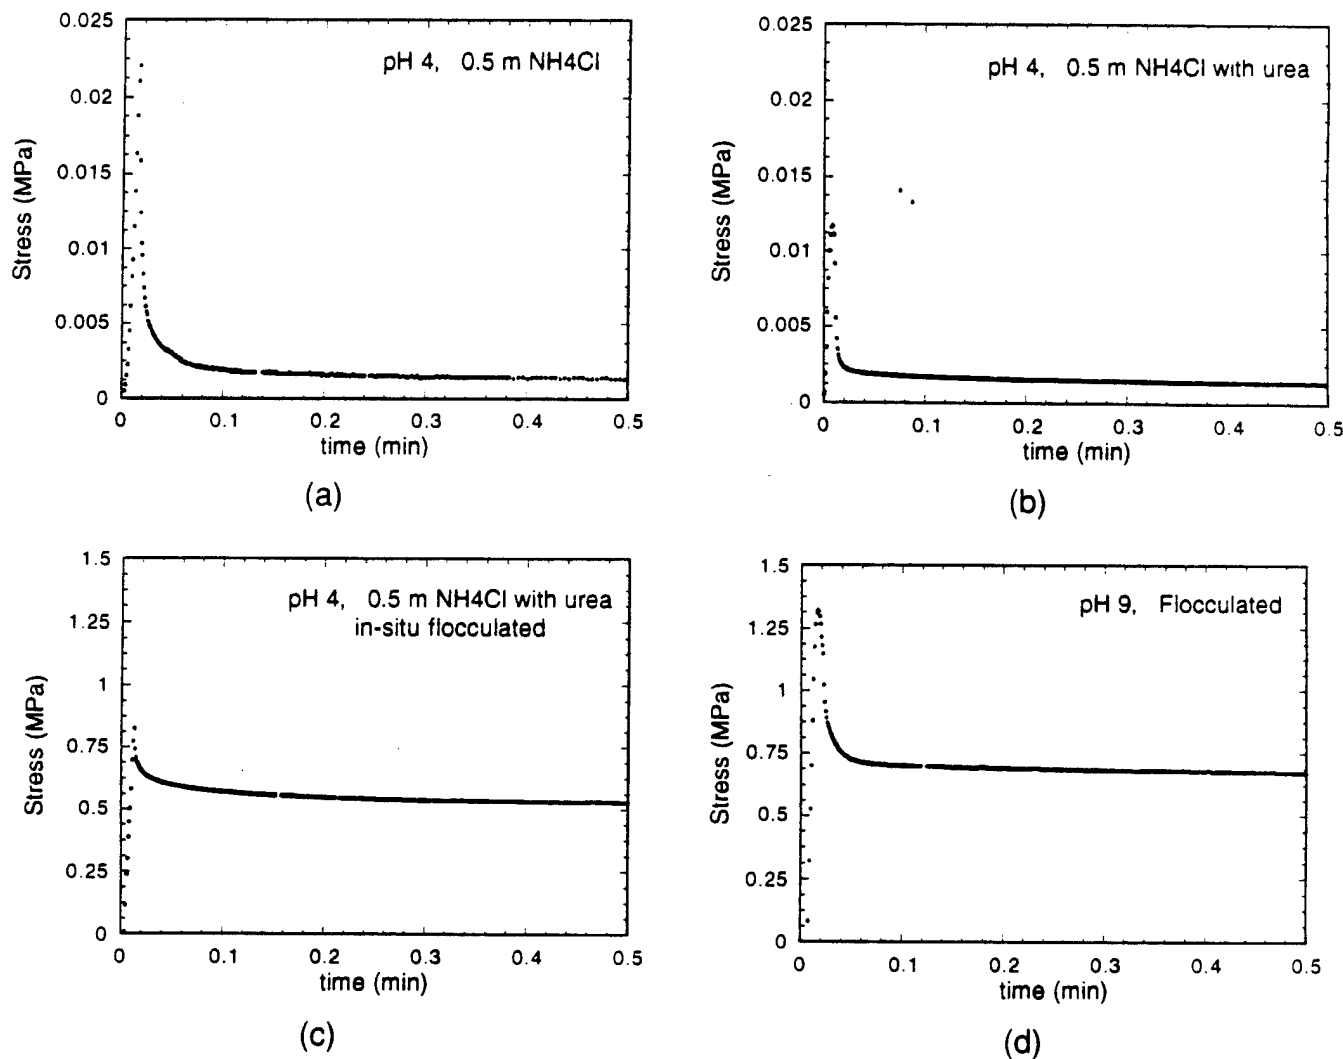 0.025
pH 4, 0.5 m NH4Cl
0.02
0.015
0.01
0.005
0
Stress (MPa)
0 0.1 0.2 0.3 0.4 0.5
time (min)
(a)
0.025
pH 4, 0.5 m NH4Cl with urea
0.02
0.015
0.01
0.005
0
Stress (MPa)
0 0.1 0.2 0.3 0.4 0.5
time (min)
(b)
1.5
pH 4, 0.5 m NH4Cl with urea
in-situ flocculated
1.25
1
0.75
0.5
0.25
0
Stress (MPa)
0 0.1 0.2 0.3 0.4 0.5
time (min)
(c)
1.5
pH 9, Flocculated
1.25
1
0.75
0.5
0.25
0
Stress (MPa)
0 0.1 0.2 0.3 0.4 0.5
time (min)
(d)